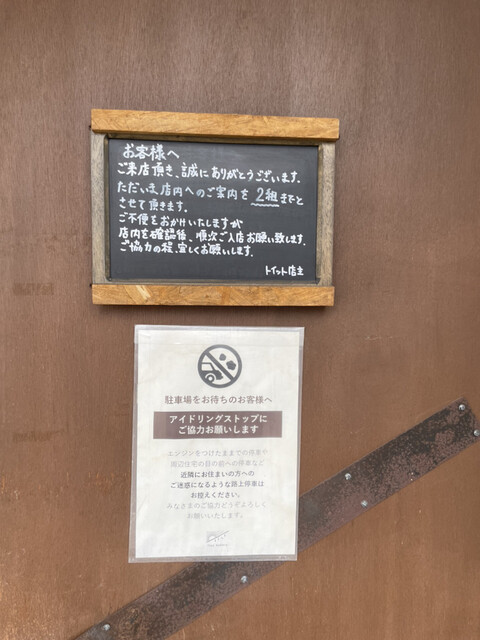 お客様へ
ご来店頂き、誠にありがとうございます。
ただいま、店内へのご案内を2組までと
させて頂きます。
ご不便をおかけいたしますが
店内を確認後、順次ご入店お願い致します。
ご協力の程、宜しくお願いします。
トイット店主
駐車場をお待ちのお客様へ
アイドリングストップに
ご協力お願いします
エンジンをつけたままでの停車や
周辺住宅の目の前への停車など
近隣にお住まいの方への
ご迷惑になるような路上停車は
お控えください。
みなさまのご協力どうぞよろしく
お願いいたします。